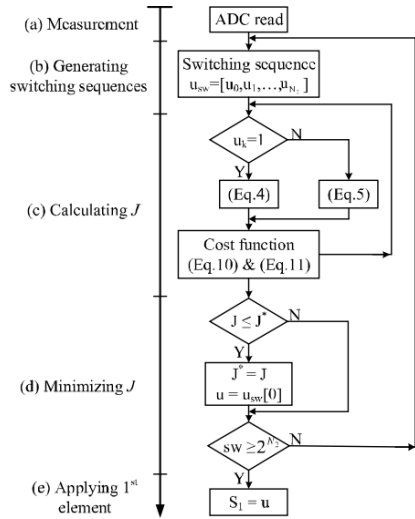 (a) Measurement
ADC read
(b) Generating
switching sequences
Switching sequence
u_sw=[u_0,u_1,…,u_N₂]
u_k=1
N
Y
(Eq.4)
(Eq.5)
(c) Calculating J
Cost function
(Eq.10) & (Eq.11)
J ≤ J*
N
Y
(d) Minimizing J
J* = J
u = u_sw[0]
sw ≥2^N₂
N
Y
(e) Applying 1st
element
S₁ = u